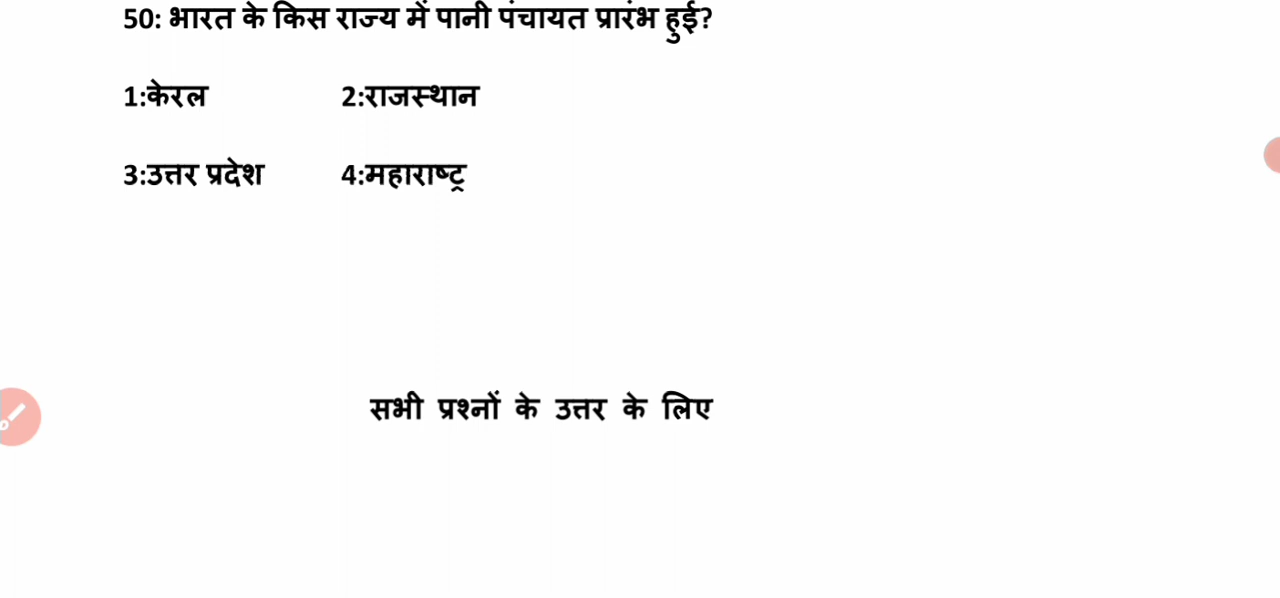 50: भारत के किस राज्य में पानी पंचायत प्रारंभ हुई?
1:केरल 2:राजस्थान
3:उत्तर प्रदेश 4:महाराष्ट्र
सभी प्रश्नों के उत्तर के लिए